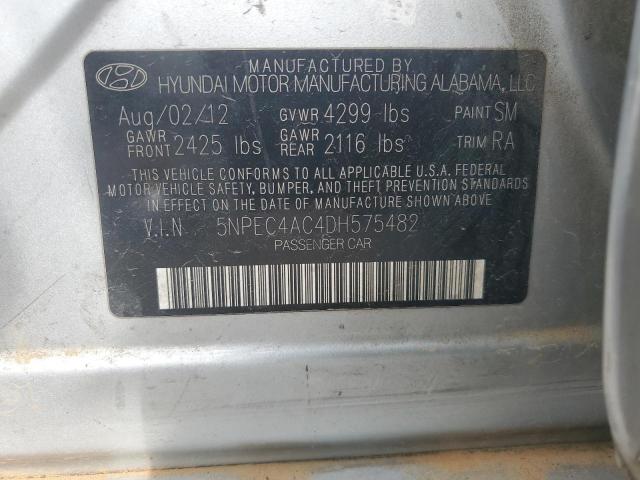 MANUFACTURED BY
HYUNDAI MOTOR MANUFACTURING ALABAMA, LLC
Aug/02/12 GVWR 4299 lbs PAINT SM
GAWR FRONT 2425 lbs GAWR REAR 2116 lbs TRIM RA
THIS VEHICLE CONFORMS TO ALL APPLICABLE U.S.A. FEDERAL
MOTOR VEHICLE SAFETY, BUMPER, AND THEFT PREVENTION STANDARDS
IN EFFECT ON THE DATE OF MANUFACTURE SHOWN ABOVE.
V.I.N 5NPEC4AC4DH575482
PASSENGER CAR